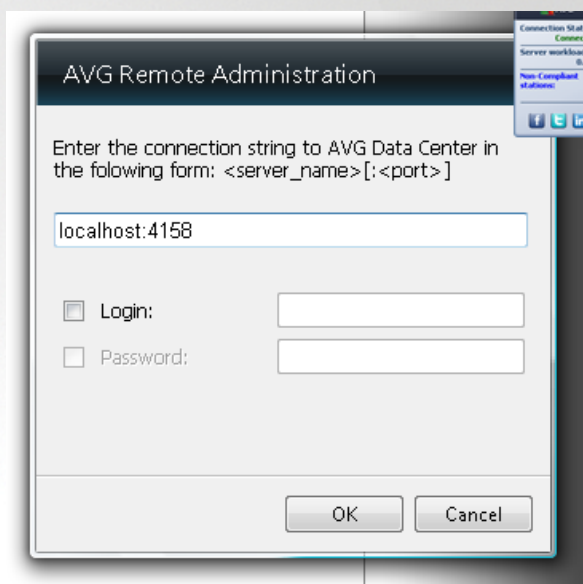 AVG Remote Administration
Connection Stat
Connec
Server workload
Non-Compliant
stations:
Enter the connection string to AVG Data Center in
the folowing form: <server_name>[:<port>]
localhost:4158
Login:
Password:
OK
Cancel